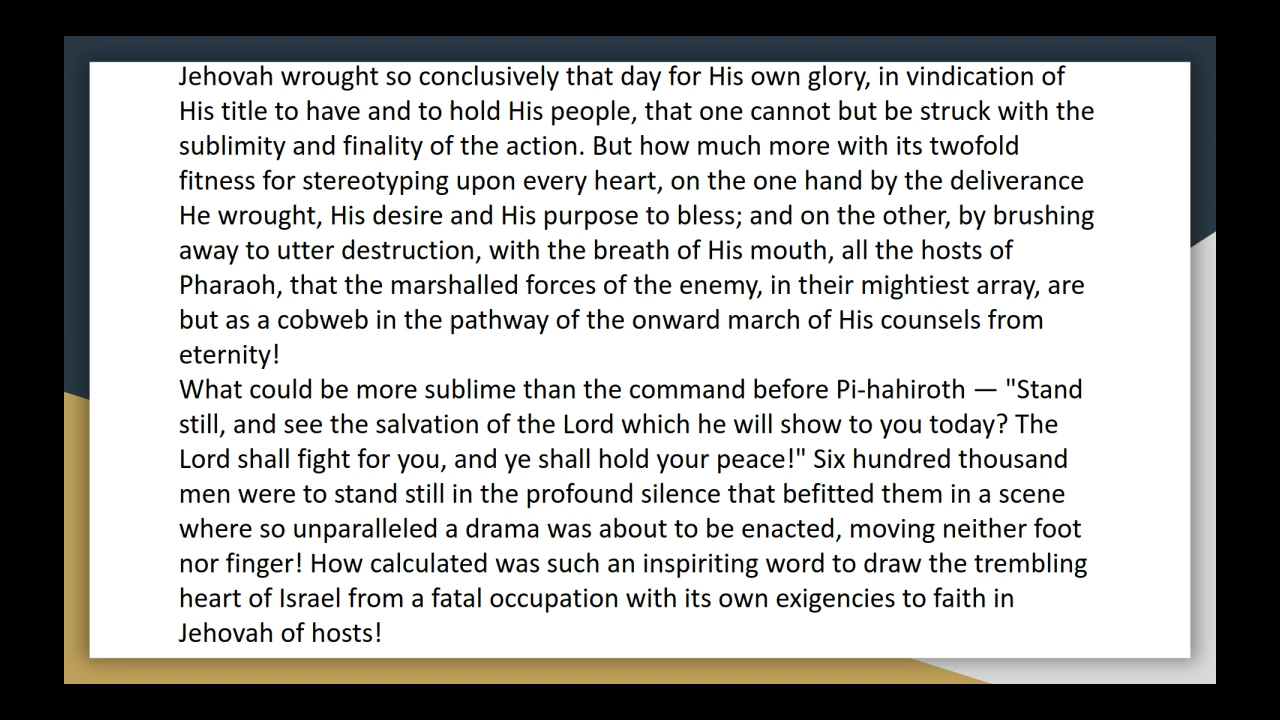 Jehovah wrought so conclusively that day for His own glory, in vindication of
His title to have and to hold His people, that one cannot but be struck with the
sublimity and finality of the action. But how much more with its twofold
fitness for stereotyping upon every heart, on the one hand by the deliverance
He wrought, His desire and His purpose to bless; and on the other, by brushing
away to utter destruction, with the breath of His mouth, all the hosts of
Pharaoh, that the marshalled forces of the enemy, in their mightiest array, are
but as a cobweb in the pathway of the onward march of His counsels from
eternity!
What could be more sublime than the command before Pi-hahiroth — "Stand
still, and see the salvation of the Lord which he will show to you today? The
Lord shall fight for you, and ye shall hold your peace!" Six hundred thousand
men were to stand still in the profound silence that befitted them in a scene
where so unparalleled a drama was about to be enacted, moving neither foot
nor finger! How calculated was such an inspiriting word to draw the trembling
heart of Israel from a fatal occupation with its own exigencies to faith in
Jehovah of hosts!